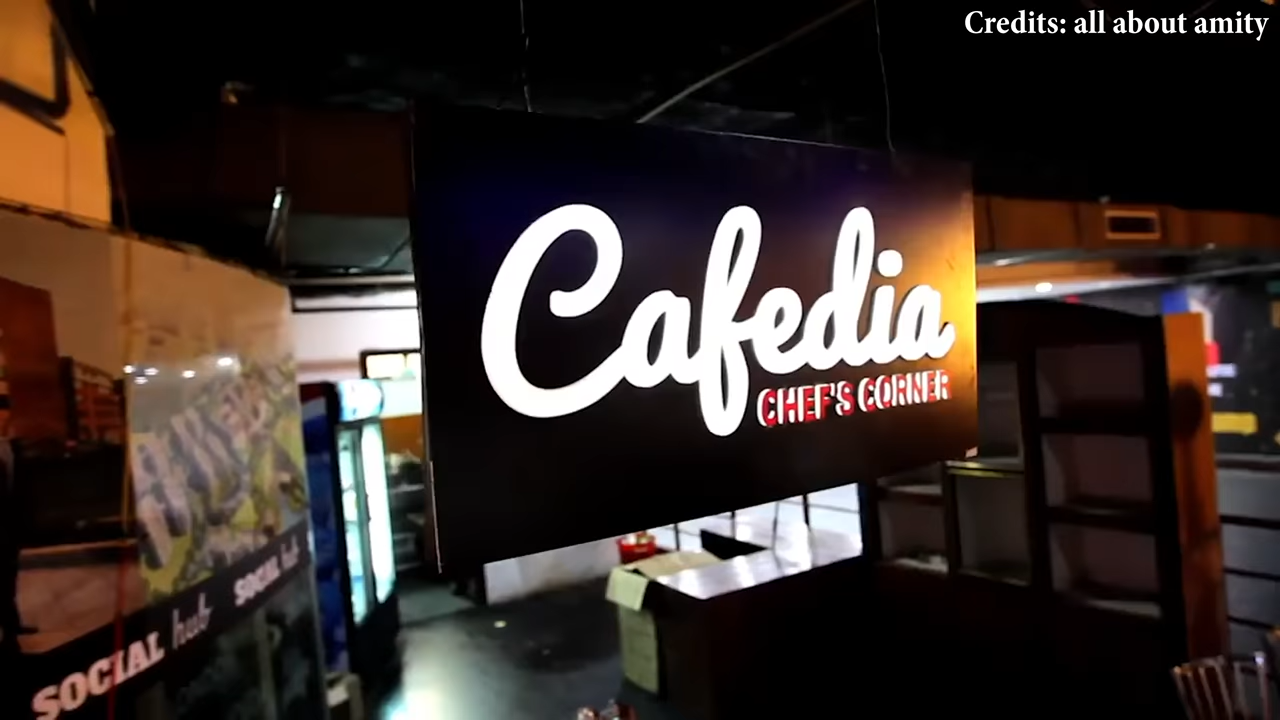 Credits: all about amity
Cafedia
CHEF'S CORNER
SOCIAL hub SOCIAL hub